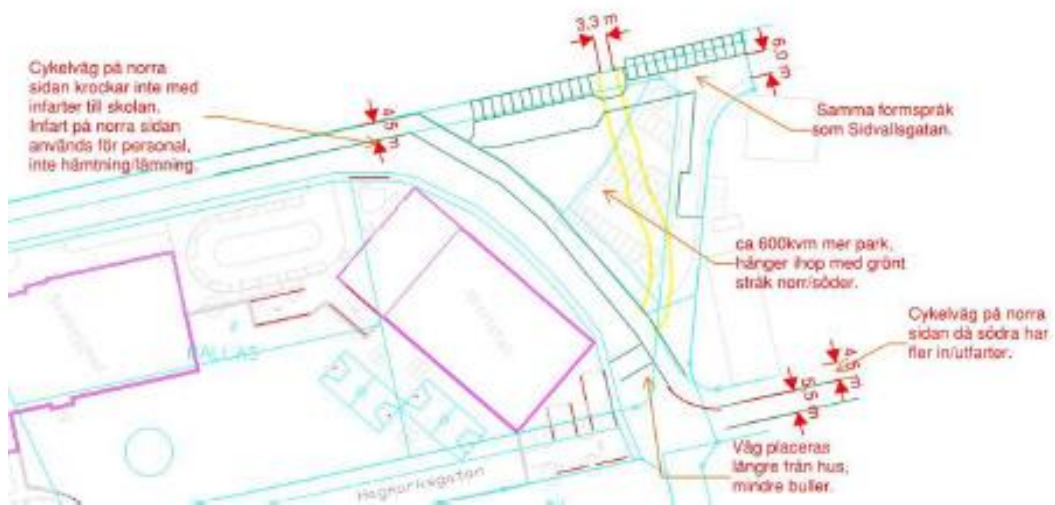 3,3 m
6,0 m
Cykelväg på norra
sidan krockar inte med
infarter till skolan.
Infart på norra sidan
används för personal,
inte hämtning/lämning.
4,5 m
Samma formspråk
som Sidvallsgatan.
ca 600kvm mer park,
hänger ihop med grönt
stråk norr/söder.
Cykelväg på norra
sidan då södra har
fler in/utfarter.
4,5 m
5,5 m
PALLAS
Väg placeras
längre från hus,
mindre buller.
Hagmarksgatan